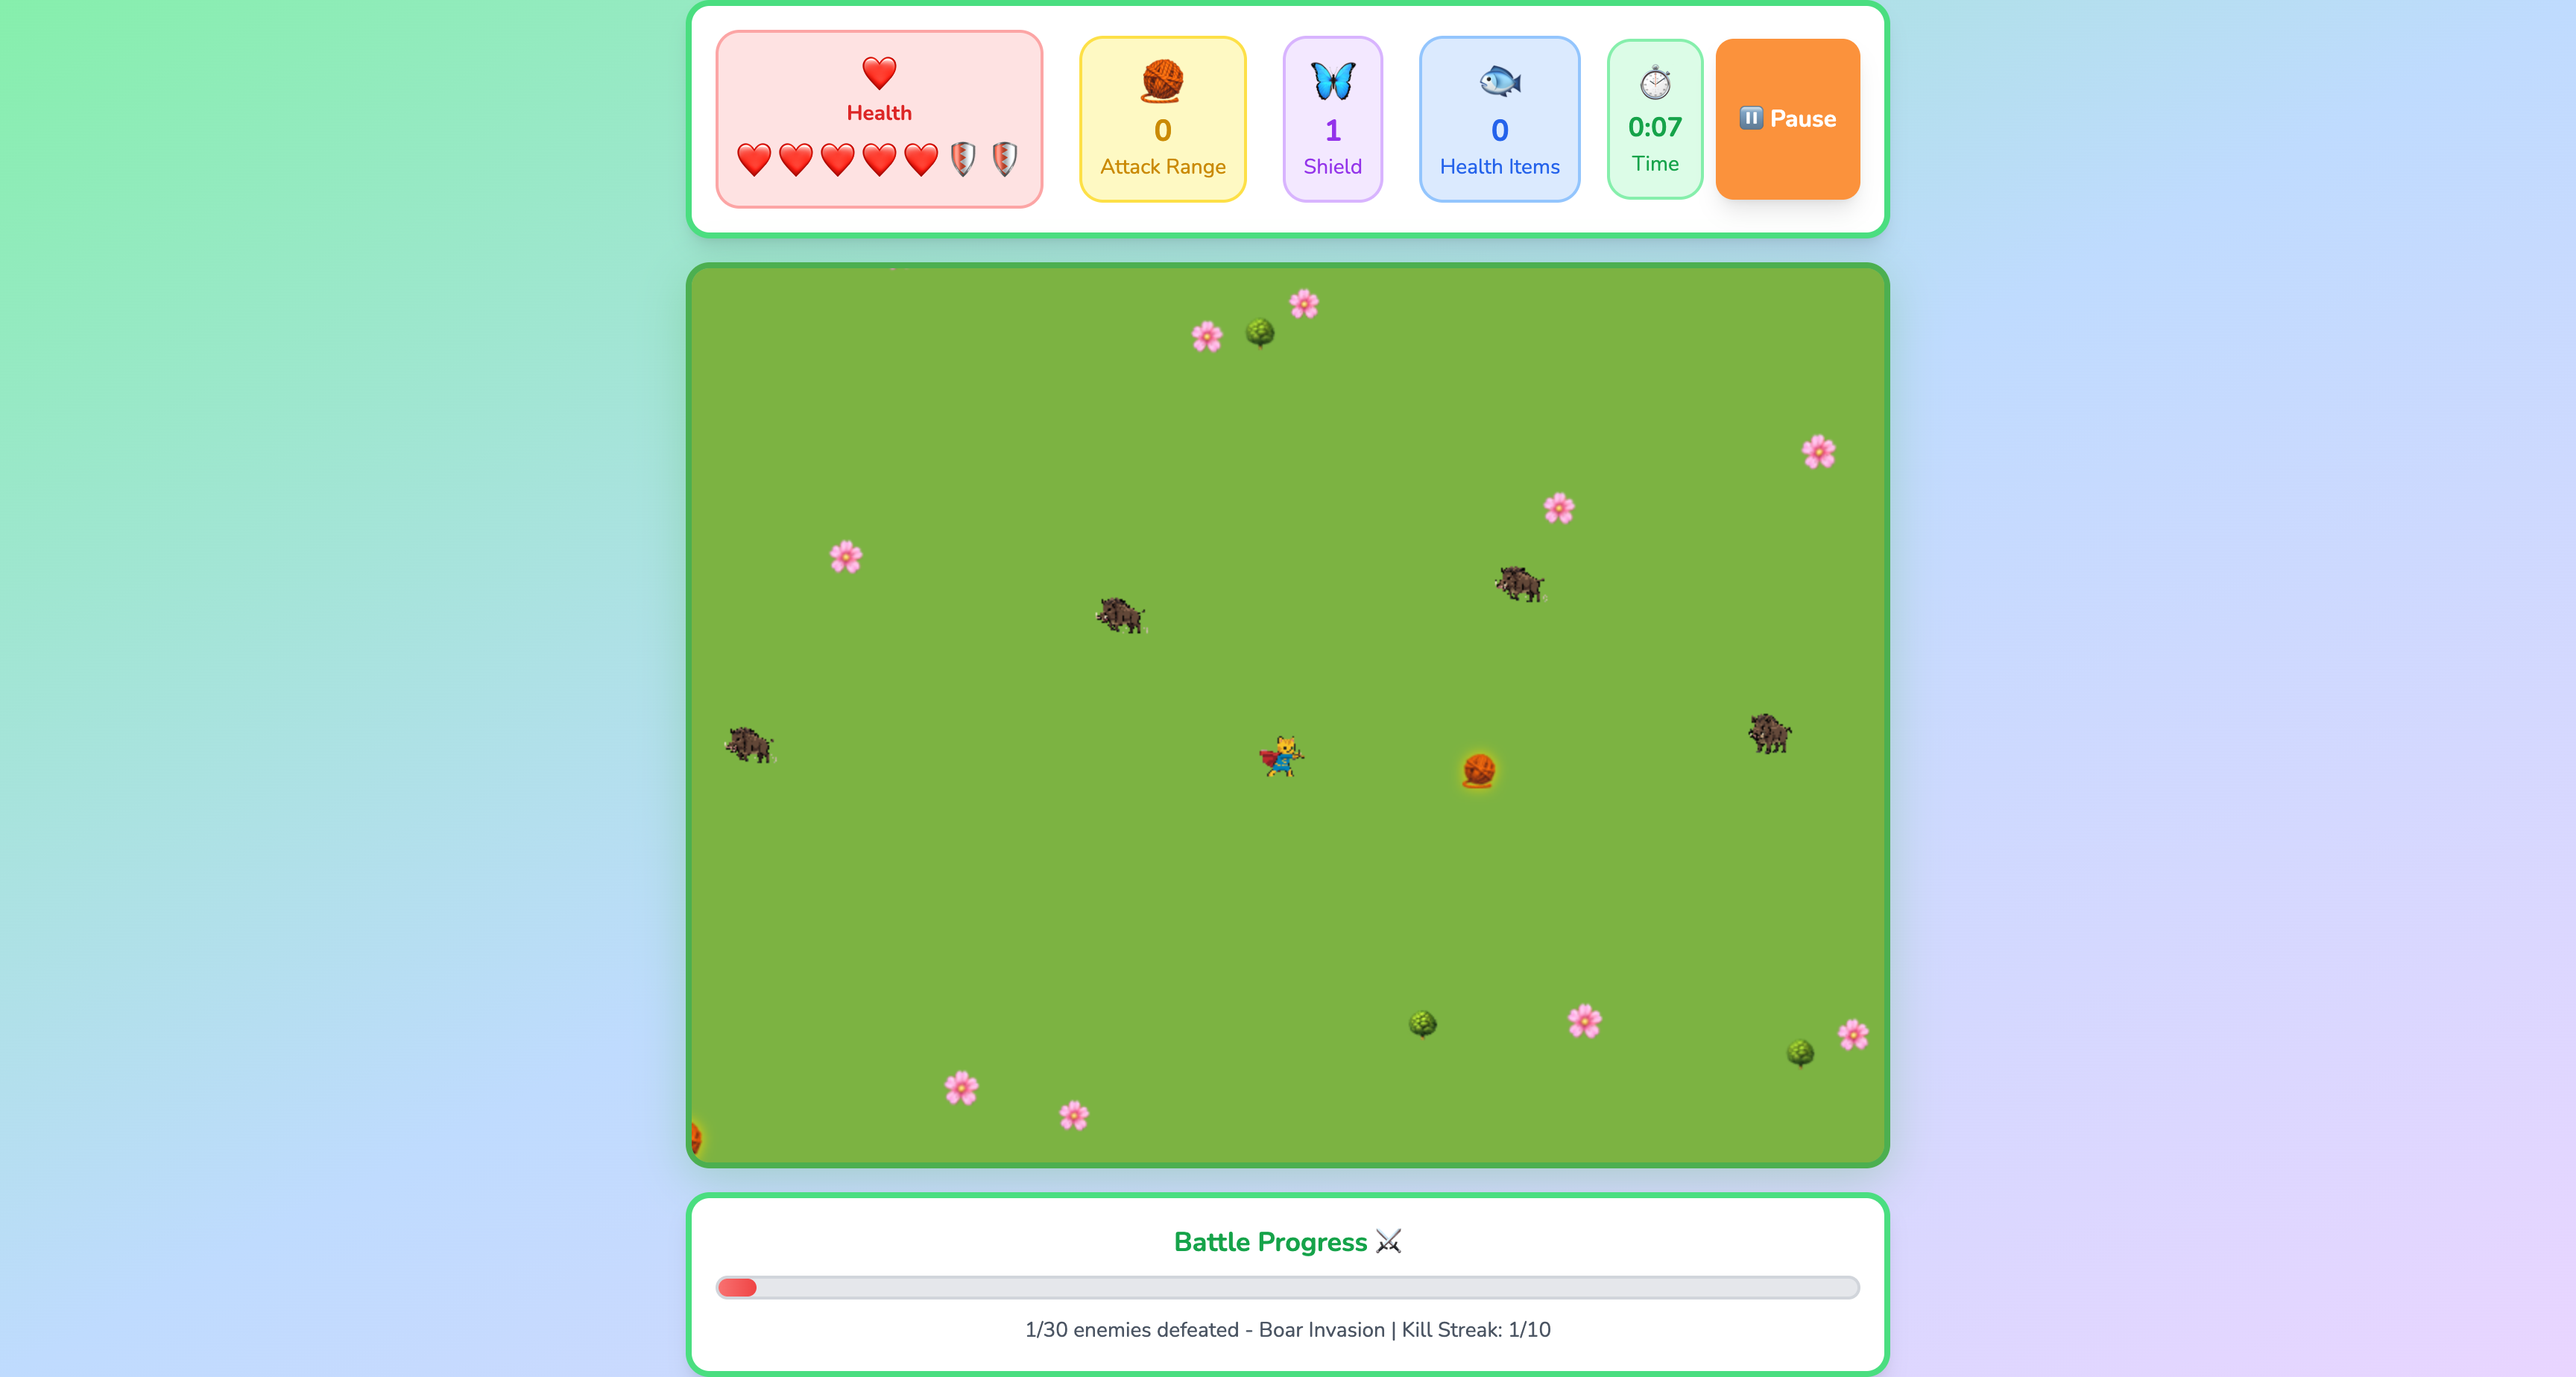 Health
0
Attack Range
1
Shield
0
Health Items
0:07
Time
Pause
Battle Progress
1/30 enemies defeated - Boar Invasion | Kill Streak: 1/10